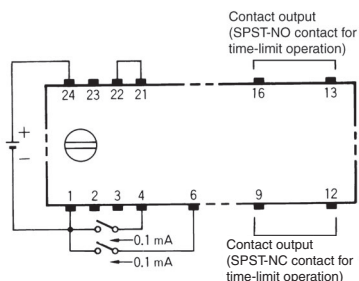 Contact output
(SPST-NO contact for
time-limit operation)
24 23 22 21 16 13
+
−
1 2 3 4 6 9 12
0.1 mA
0.1 mA
Contact output
(SPST-NC contact for
time-limit operation)